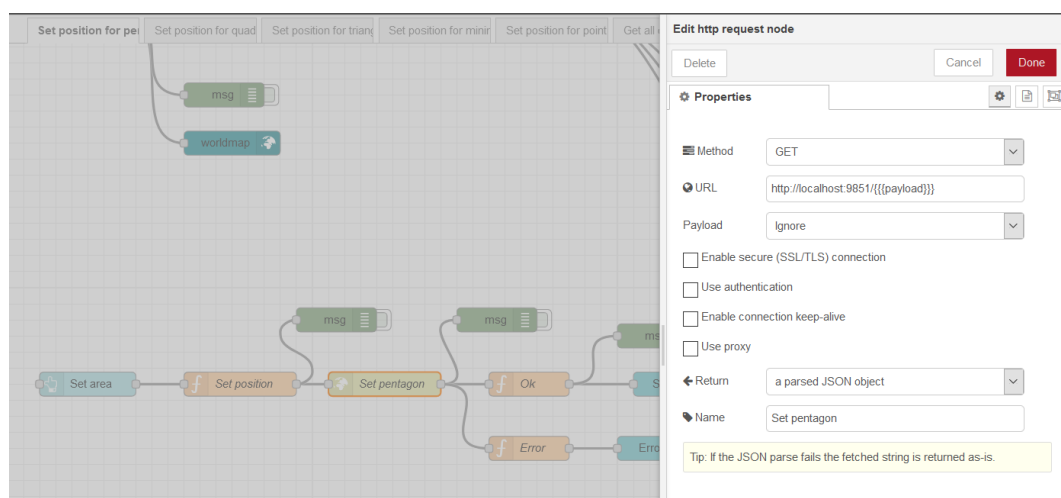 Set position for pe
Set position for quad
Set position for triang
Set position for minir
Set position for point
Get all
msg
worldmap
msg
msg
ms
Set area
Set position
Set pentagon
Ok
S
Error
Erro
Edit http request node
Delete
Cancel
Done
Properties
Method
GET
URL
http://localhost:9851/{{{payload}}}
Payload
Ignore
Enable secure (SSL/TLS) connection
Use authentication
Enable connection keep-alive
Use proxy
Return
a parsed JSON object
Name
Set pentagon
Tip: If the JSON parse fails the fetched string is returned as-is.